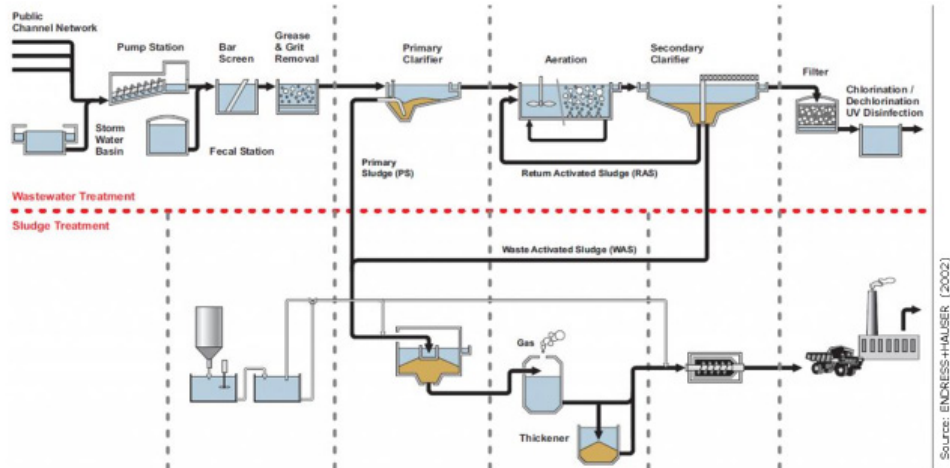 Public
Channel Network
Pump Station
Bar
Screen
Grease
& Grit
Removal
Primary
Clarifier
Aeration
Secondary
Clarifier
Filter
Chlorination /
Dechlorination
UV Disinfection
Storm
Water
Basin
Fecal Station
Primary
Sludge (PS)
Return Activated Sludge (RAS)
Wastewater Treatment
Sludge Treatment
Waste Activated Sludge (WAS)
Gas
Thickener
Source: ENDRESS+HAUSER (2002)